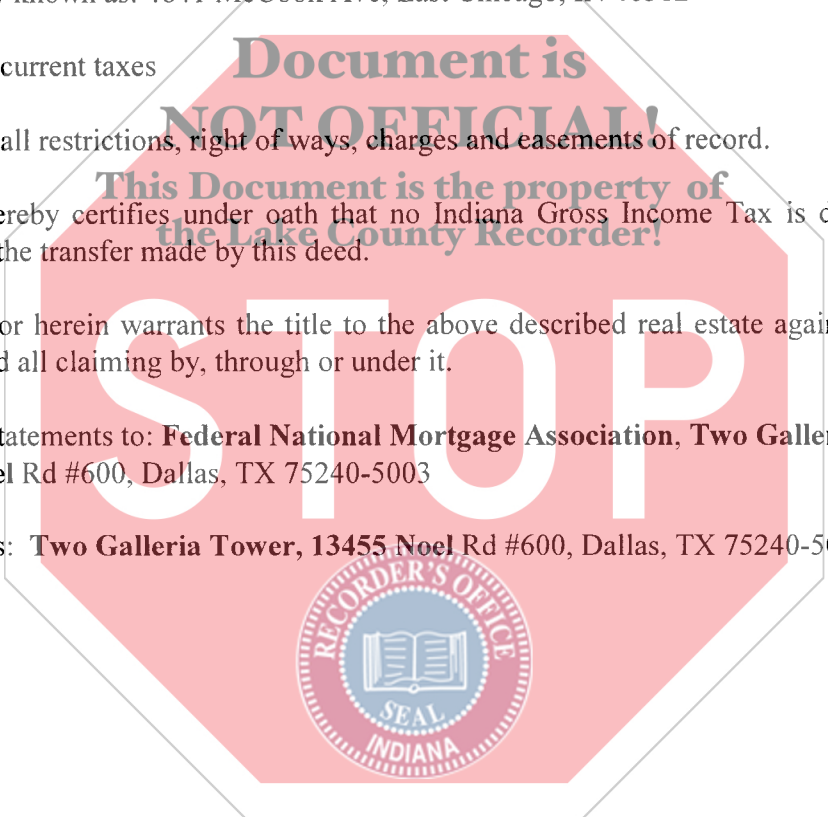 current taxes
all restrictions, right of ways, charges and easements of record.
ereby certifies under oath that no Indiana Gross Income Tax is d
the transfer made by this deed.
or herein warrants the title to the above described real estate again
d all claiming by, through or under it.
tatements to: Federal National Mortgage Association, Two Galler
el Rd #600, Dallas, TX 75240-5003
s: Two Galleria Tower, 13455 Noel Rd #600, Dallas, TX 75240-50
Document is
NOT OFFICIAL!
This Document is the property of
the Lake County Recorder!
STOP
RECORDER'S OFFICE
SEAL
INDIANA